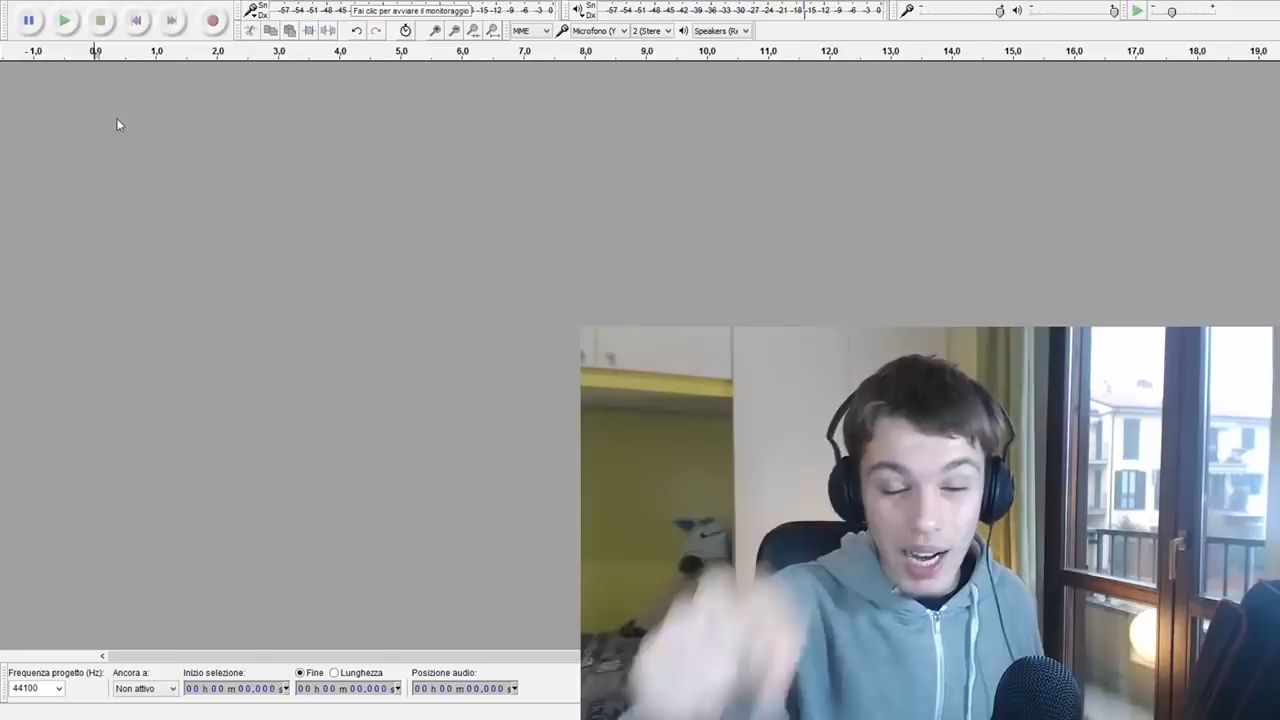 Sn
Dx
-57 -54 -51 -48 -45
Fai clic per avviare il monitoraggio
-15 -12 -9 -6 -3 0
Sn
Dx
-57 -54 -51 -48 -45 -42 -39 -36 -33 -30 -27 -24 -21 -18 -15 -12 -9 -6 -3 0
- +
- +
- +
MME
Microfono (Y
2 (Stere
Speakers (Re
- 1,0 0,0 1,0 2,0 3,0 4,0 5,0 6,0 7,0 8,0 9,0 10,0 11,0 12,0 13,0 14,0 15,0 16,0 17,0 18,0 19,0
Frequenza progetto (Hz):
Ancora a:
Inizio selezione:
Fine
Lunghezza
Posizione audio:
44100
Non attivo
00 h 00 m 00,000 s
00 h 00 m 00,000 s
00 h 00 m 00,000 s